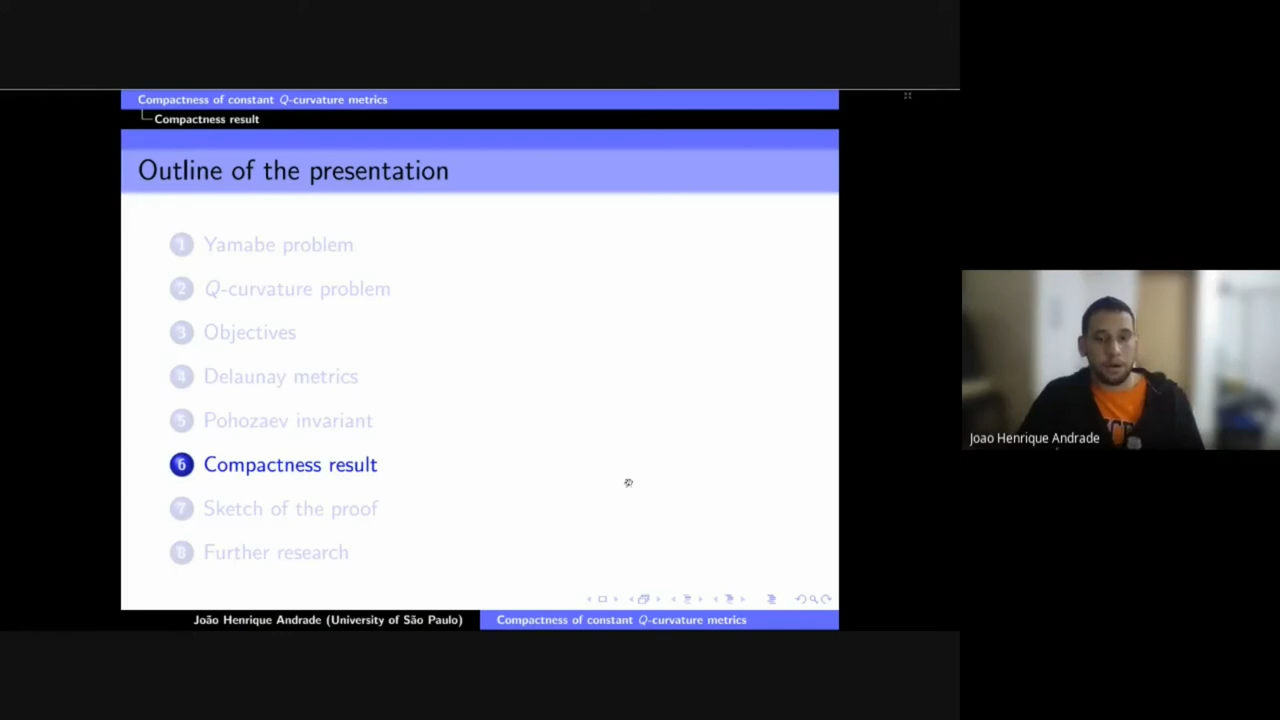 Compactness of constant Q-curvature metrics
Compactness result
Outline of the presentation
1 Yamabe problem
2 Q-curvature problem
3 Objectives
4 Delaunay metrics
5 Pohozaev invariant
6 Compactness result
7 Sketch of the proof
8 Further research
João Henrique Andrade (University of São Paulo)
Compactness of constant Q-curvature metrics
Joao Henrique Andrade